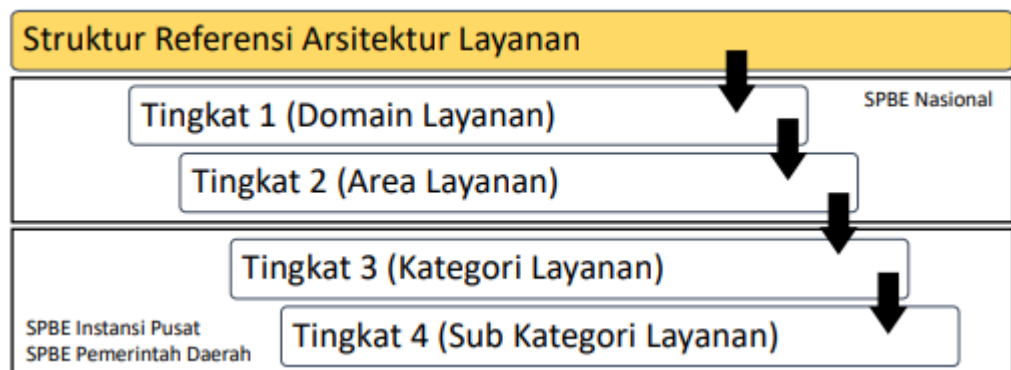 Struktur Referensi Arsitektur Layanan
SPBE Nasional
Tingkat 1 (Domain Layanan)
Tingkat 2 (Area Layanan)
Tingkat 3 (Kategori Layanan)
Tingkat 4 (Sub Kategori Layanan)
SPBE Instansi Pusat
SPBE Pemerintah Daerah